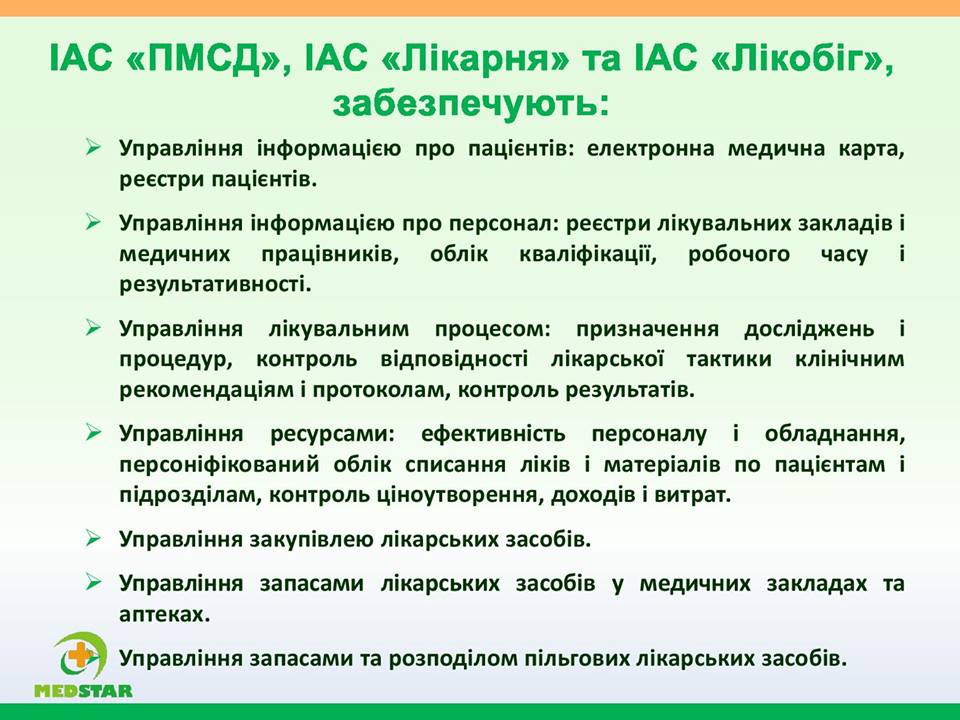 ІАС «ПМСД», ІАС «Лікарня» та ІАС «Лікобіг»,
забезпечують:
Управління інформацією про пацієнтів: електронна медична карта,
реєстри пацієнтів.
Управління інформацією про персонал: реєстри лікувальних закладів і
медичних працівників, облік кваліфікації, робочого часу і
результативності.
Управління лікувальним процесом: призначення досліджень і
процедур, контроль відповідності лікарської тактики клінічним
рекомендаціям і протоколам, контроль результатів.
Управління ресурсами: ефективність персоналу і обладнання,
персоніфікований облік списання ліків і матеріалів по пацієнтам і
підрозділам, контроль ціноутворення, доходів і витрат.
Управління закупівлею лікарських засобів.
Управління запасами лікарських засобів у медичних закладах та
аптеках.
Управління запасами та розподілом пільгових лікарських засобів.
MEDSTAR